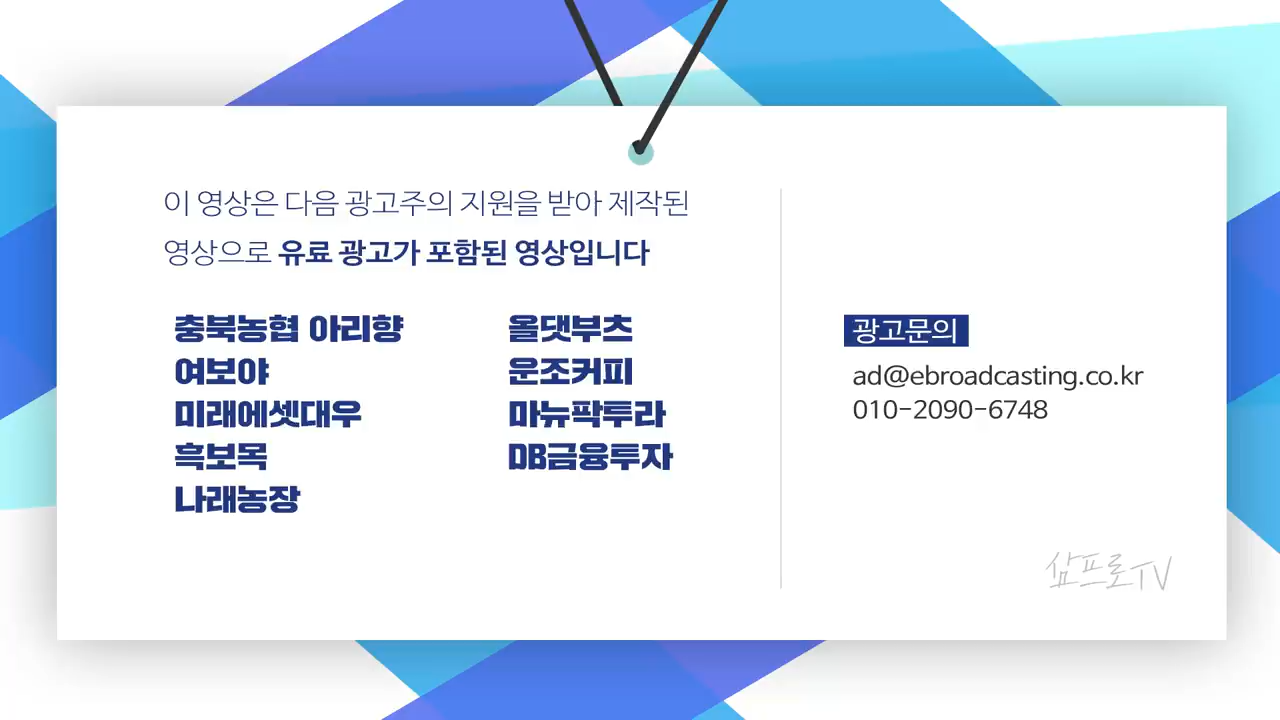 이 영상은 다음 광고주의 지원을 받아 제작된
영상으로 유료 광고가 포함된 영상입니다
충북농협 아리향
여보야
미래에셋대우
흑보목
나래농장
올댓부츠
운조커피
마뉴팍투라
DB금융투자
광고문의
ad@ebroadcasting.co.kr
010-2090-6748
삼프로TV